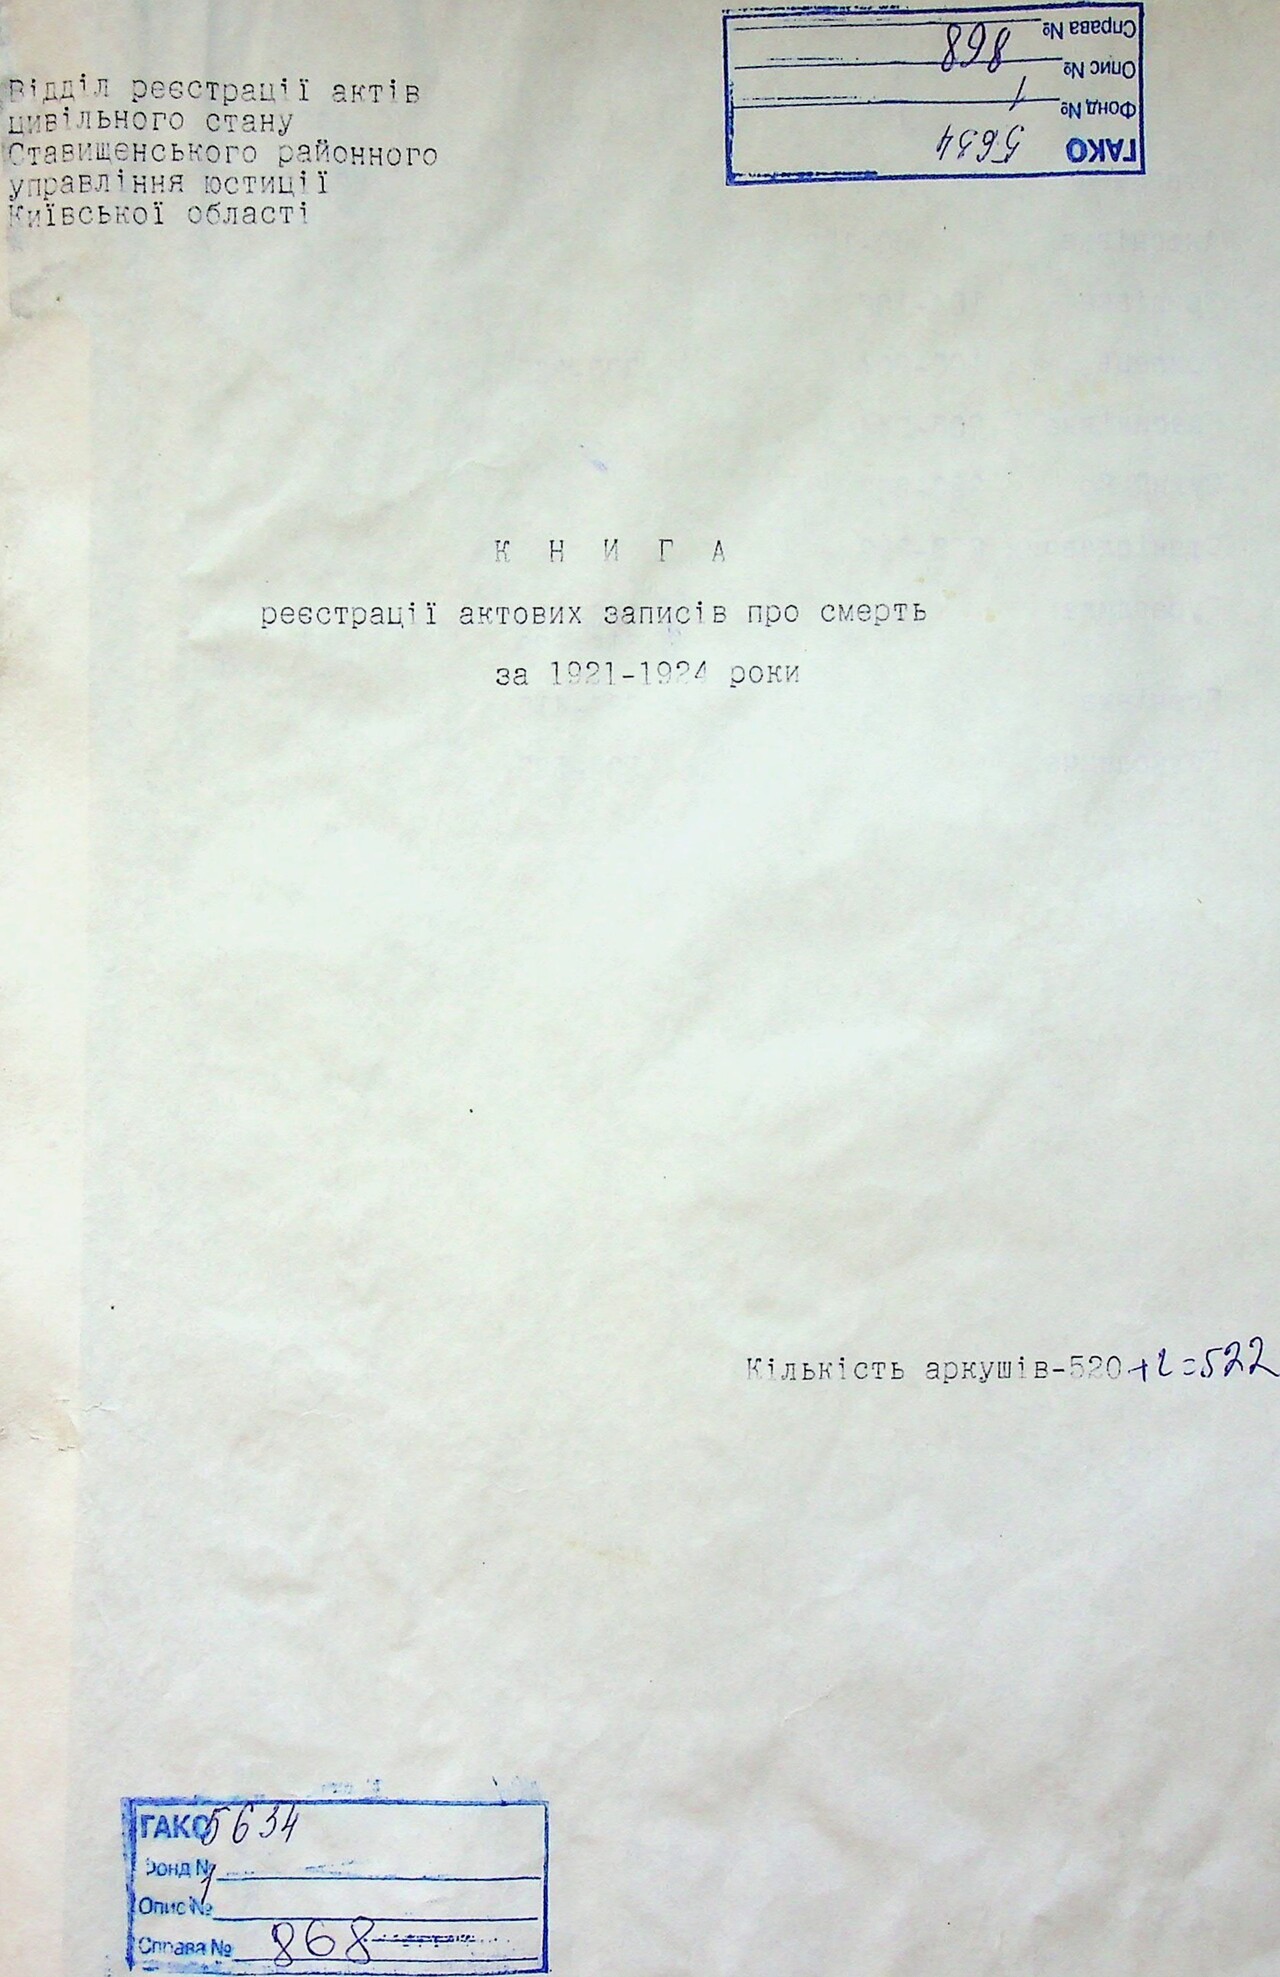 Відділ реєстрації актів
цивільного стану
Ставищенського районного
управління юстиції
Київської області
ГАКО 5634
Фонд №
Опис № 1
Справа № 868
К Н И Г А
реєстрації актових записів про смерть
за 1921-1924 роки
Кількість аркушів-520+2=522
ГАКО 5634
Фонд №
Опис № 1
Справа № 868